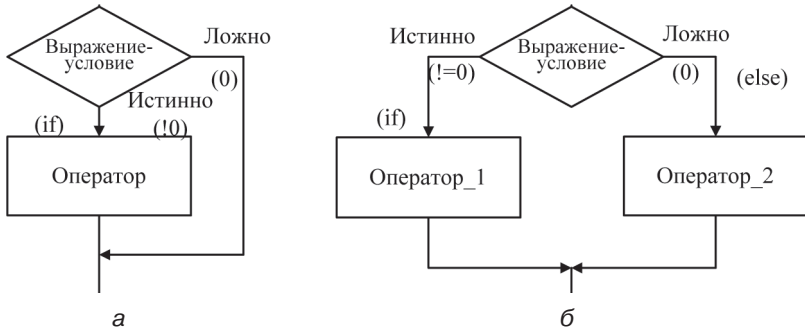 Выражение-
условие
Ложно
(0)
Истинно
(if)
(!0)
Оператор
а
Истинно
(!=0)
Выражение-
условие
Ложно
(0)
(else)
(if)
Оператор_1
Оператор_2
б